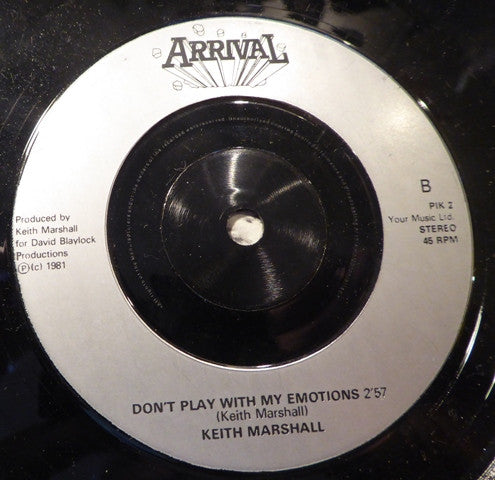 ARRIVAL
B
PIK 2
Your Music Ltd.
STEREO
45 RPM
Produced by
Keith Marshall
for David Blaylock
Productions
Ⓟ(c) 1981
DON'T PLAY WITH MY EMOTIONS 2'57
(Keith Marshall)
KEITH MARSHALL